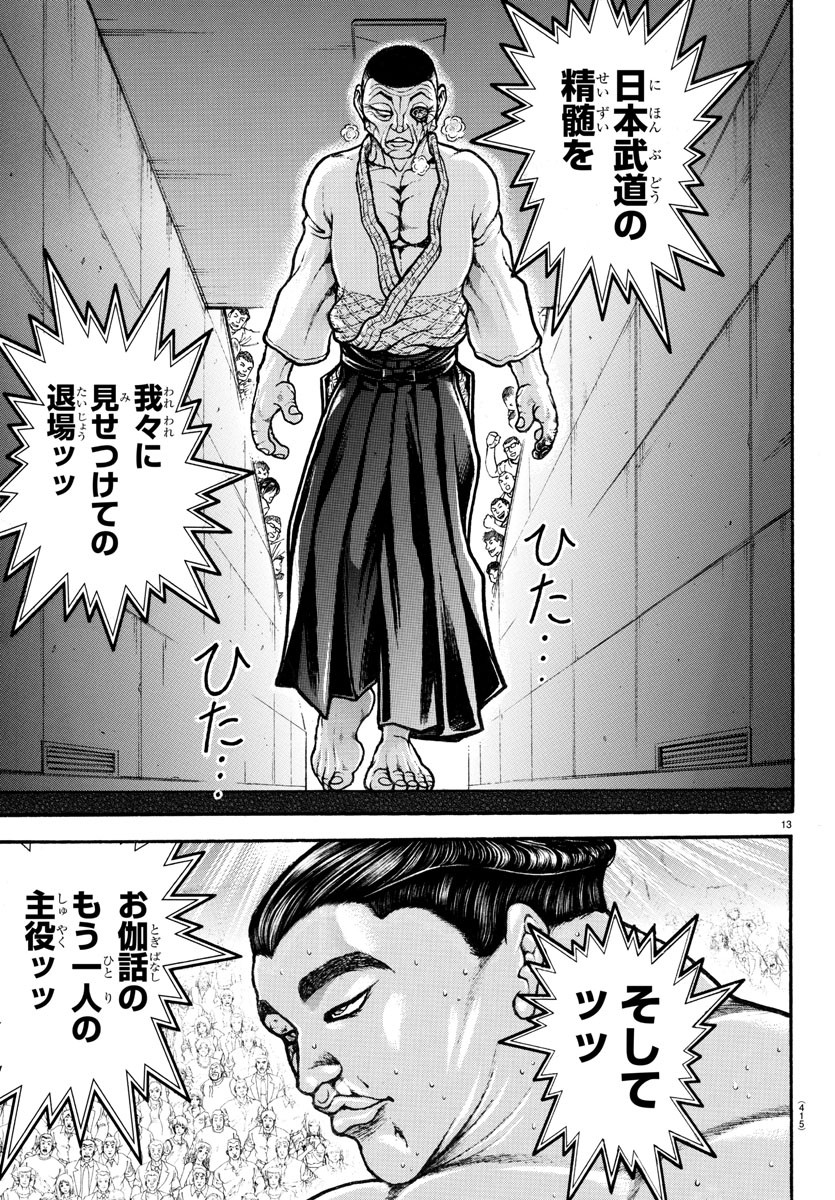 日本武道の
精髄を
我々に
見せつけての
退場ッッ
ひた…
ひた…
13
そして
ッッ
お伽話の
もう一人の
主役ッッ
(415)